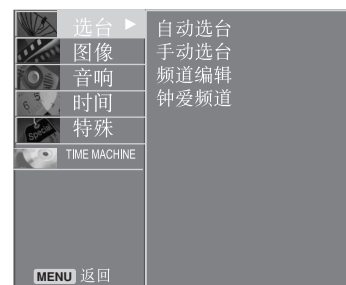 选台
图像
音响
时间
特殊
TIME MACHINE
MENU 返回
自动选台
手动选台
频道编辑
钟爱频道